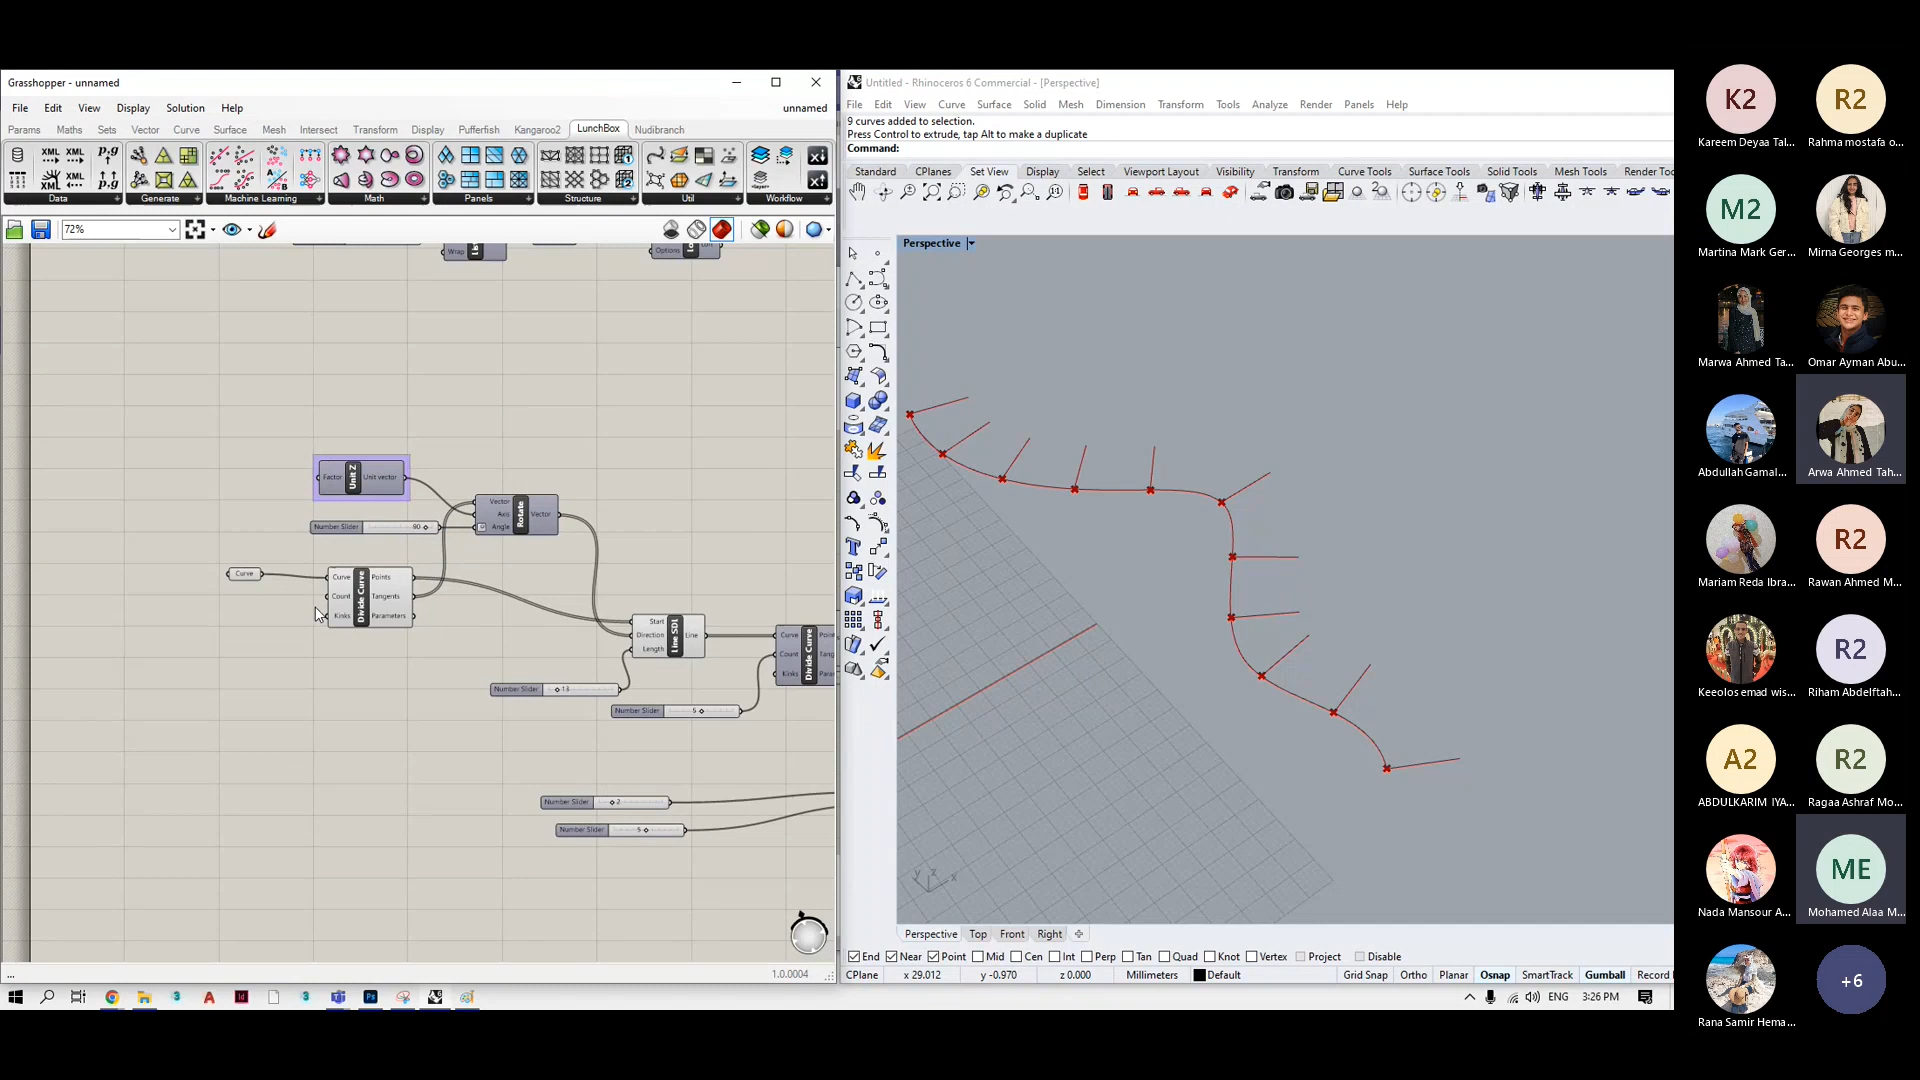 Grasshopper - unnamed
File Edit View Display Solution Help unnamed
Params Maths Sets Vector Curve Surface Mesh Intersect Transform Display Pufferfish Kangaroo2 LunchBox Nudibranch
Data Generate Machine Learning Math Panels Structure Util Workflow
72%
Wrap
Options
Factor Unit Z Unit vector
Vector
Axis Rotate Vector
Angle
Number Slider 90
Curve
Curve Divide Curve Points
Count Tangents
Kinks Parameters
Start
Direction Line SDL Line
Length
Curve Divide Curve
Count
Kinks
Number Slider 13
Number Slider 5
Number Slider 2
Number Slider 5
... 1.0.0004
Untitled - Rhinoceros 6 Commercial - [Perspective]
File Edit View Curve Surface Solid Mesh Dimension Transform Tools Analyze Render Panels Help
9 curves added to selection.
Press Control to extrude, tap Alt to make a duplicate
Command:
Standard CPlanes Set View Display Select Viewport Layout Visibility Transform Curve Tools Surface Tools Solid Tools Mesh Tools Render Toc
Perspective
y z x
Perspective Top Front Right
End Near Point Mid Cen Int Perp Tan Quad Knot Vertex Project Disable
CPlane x 29.012 y -0.970 z 0.000 Millimeters Default Grid Snap Ortho Planar Osnap SmartTrack Gumball Record
ENG 3:26 PM
K2 R2
Kareem Deyaa Tal... Rahma mostafa o...
M2
Martina Mark Ger... Mirna Georges m...
Marwa Ahmed Ta... Omar Ayman Abu...
Abdullah Gamal... Arwa Ahmed Tah...
R2
Mariam Reda Ibra... Rawan Ahmed M...
R2
Keeolos emad wis... Riham Abdelftah...
A2 R2
ABDULKARIM IYA... Ragaa Ashraf Mo...
ME
Nada Mansour A... Mohamed Alaa M...
+6
Rana Samir Hema...